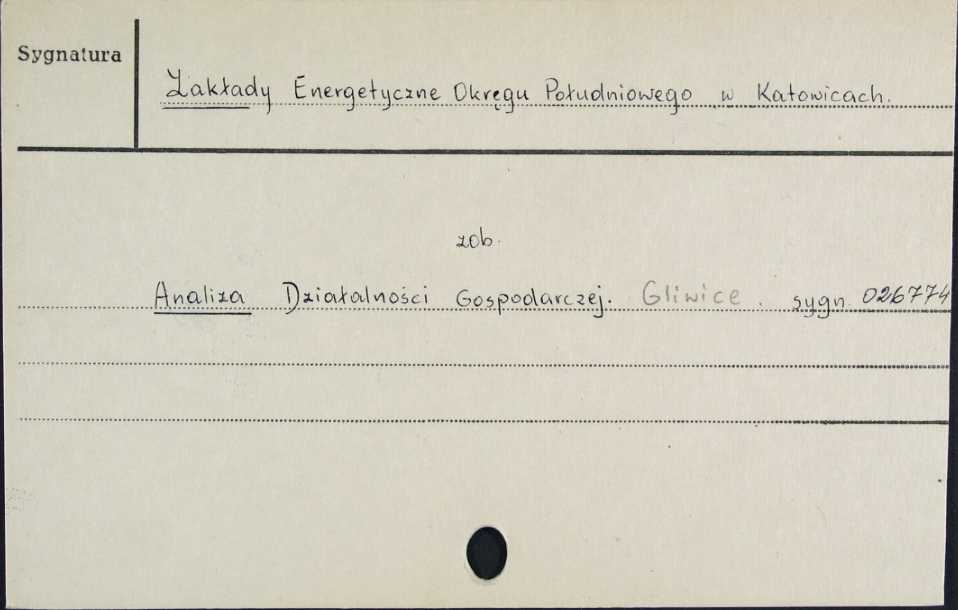 Sygnatura
Zakłady Energetyczne Okręgu Południowego w Katowicach.
zob.
Analiza Działalności Gospodarczej. Gliwice. sygn 026774